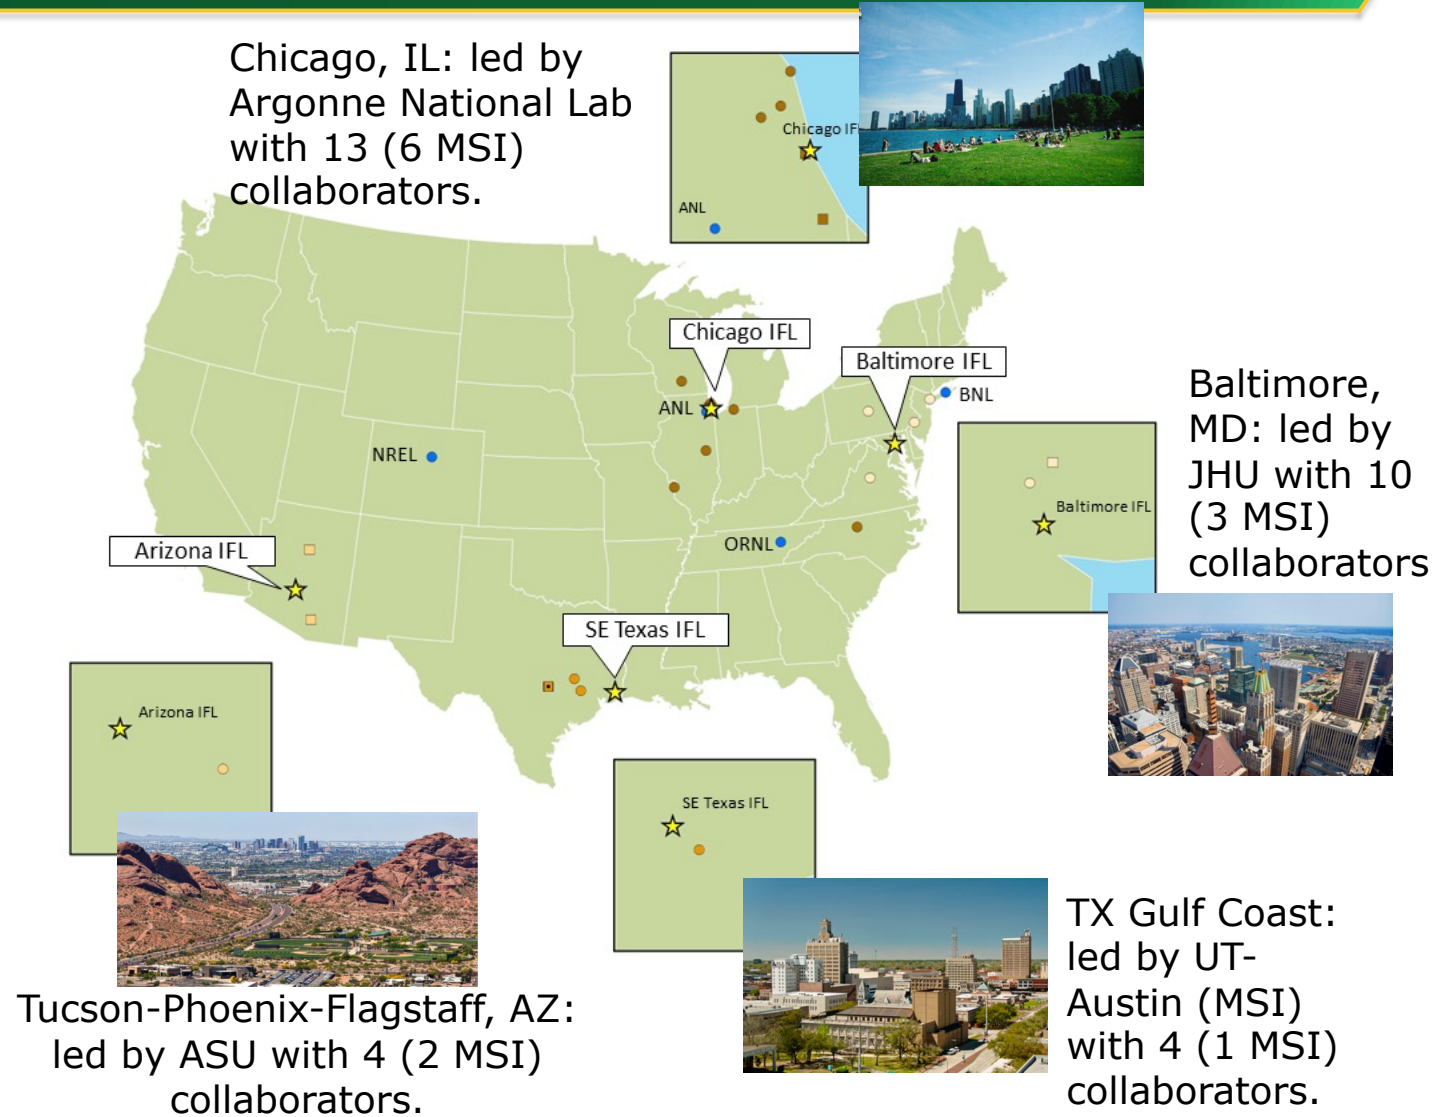 Chicago, IL: led by
Argonne National Lab
with 13 (6 MSI)
collaborators.
Chicago IF
ANL
Chicago IFL
Baltimore IFL
ANL
BNL
NREL
ORNL
Arizona IFL
SE Texas IFL
Baltimore IFL
Baltimore,
MD: led by
JHU with 10
(3 MSI)
collaborators
Arizona IFL
SE Texas IFL
Tucson-Phoenix-Flagstaff, AZ:
led by ASU with 4 (2 MSI)
collaborators.
TX Gulf Coast:
led by UT-
Austin (MSI)
with 4 (1 MSI)
collaborators.